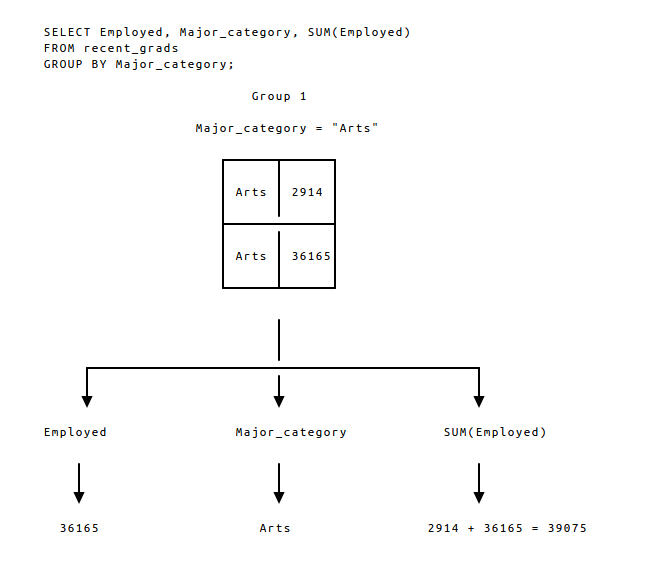 SELECT Employed, Major_category, SUM(Employed)
FROM recent_grads
GROUP BY Major_category;
Group 1
Major_category = "Arts"
Arts 2914
Arts 36165
Employed Major_category SUM(Employed)
36165 Arts 2914 + 36165 = 39075